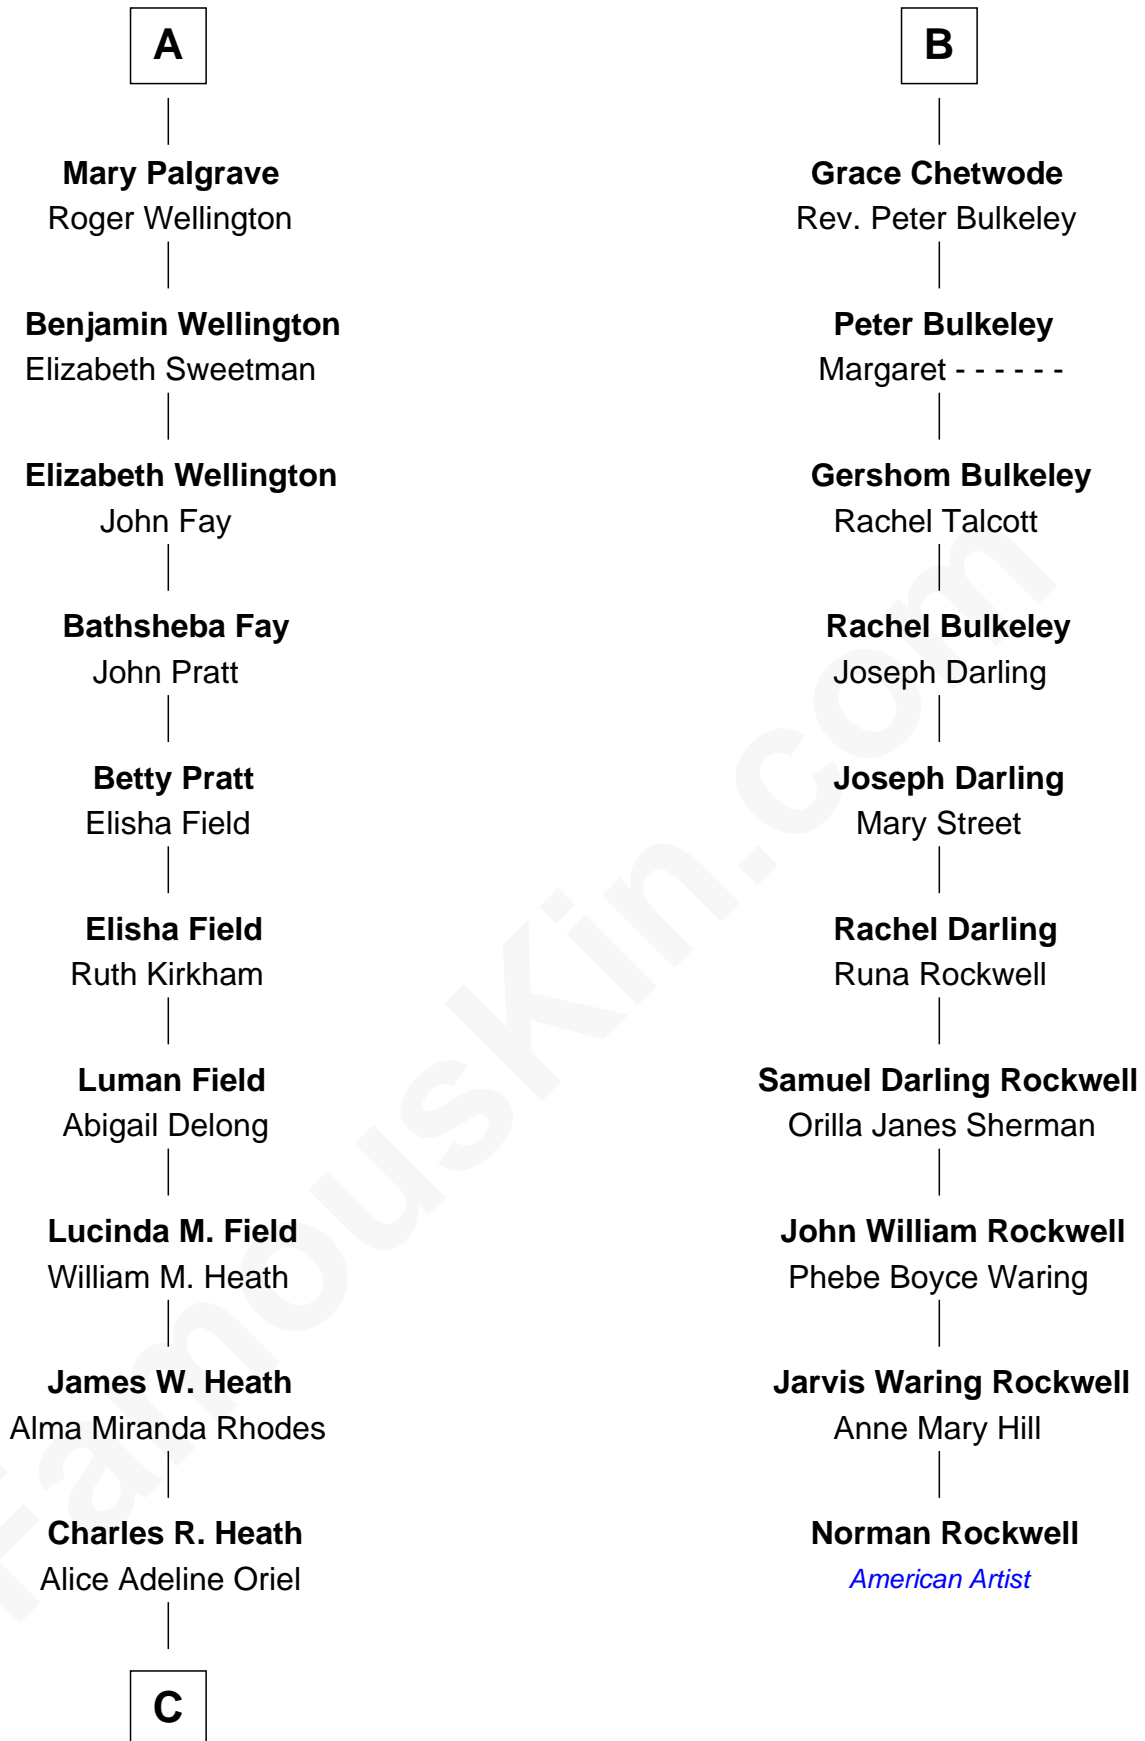 A
Mary Palgrave
Roger Wellington
Benjamin Wellington
Elizabeth Sweetman
Elizabeth Wellington
John Fay
Bathsheba Fay
John Pratt
Betty Pratt
Elisha Field
Elisha Field
Ruth Kirkham
Luman Field
Abigail Delong
Lucinda M. Field
William M. Heath
James W. Heath
Alma Miranda Rhodes
Charles R. Heath
Alice Adeline Oriel
C
B
Grace Chetwode
Rev. Peter Bulkeley
Peter Bulkeley
Margaret - - - - - -
Gershom Bulkeley
Rachel Talcott
Rachel Bulkeley
Joseph Darling
Joseph Darling
Mary Street
Rachel Darling
Runa Rockwell
Samuel Darling Rockwell
Orilla Janes Sherman
John William Rockwell
Phebe Boyce Waring
Jarvis Waring Rockwell
Anne Mary Hill
Norman Rockwell
American Artist
FamousKin.com